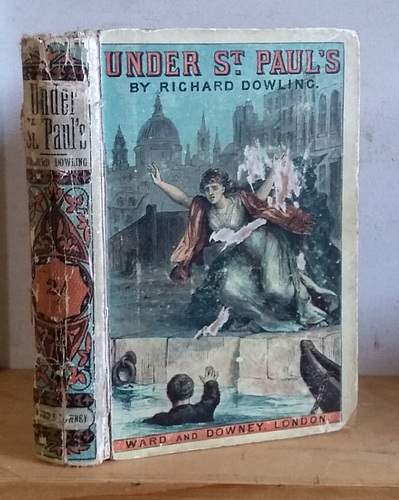 Under
St. Paul's
RICHARD DOWLING
2/-
UNDER ST PAUL'S
BY RICHARD DOWLING.
WARD AND DOWNEY. LONDON